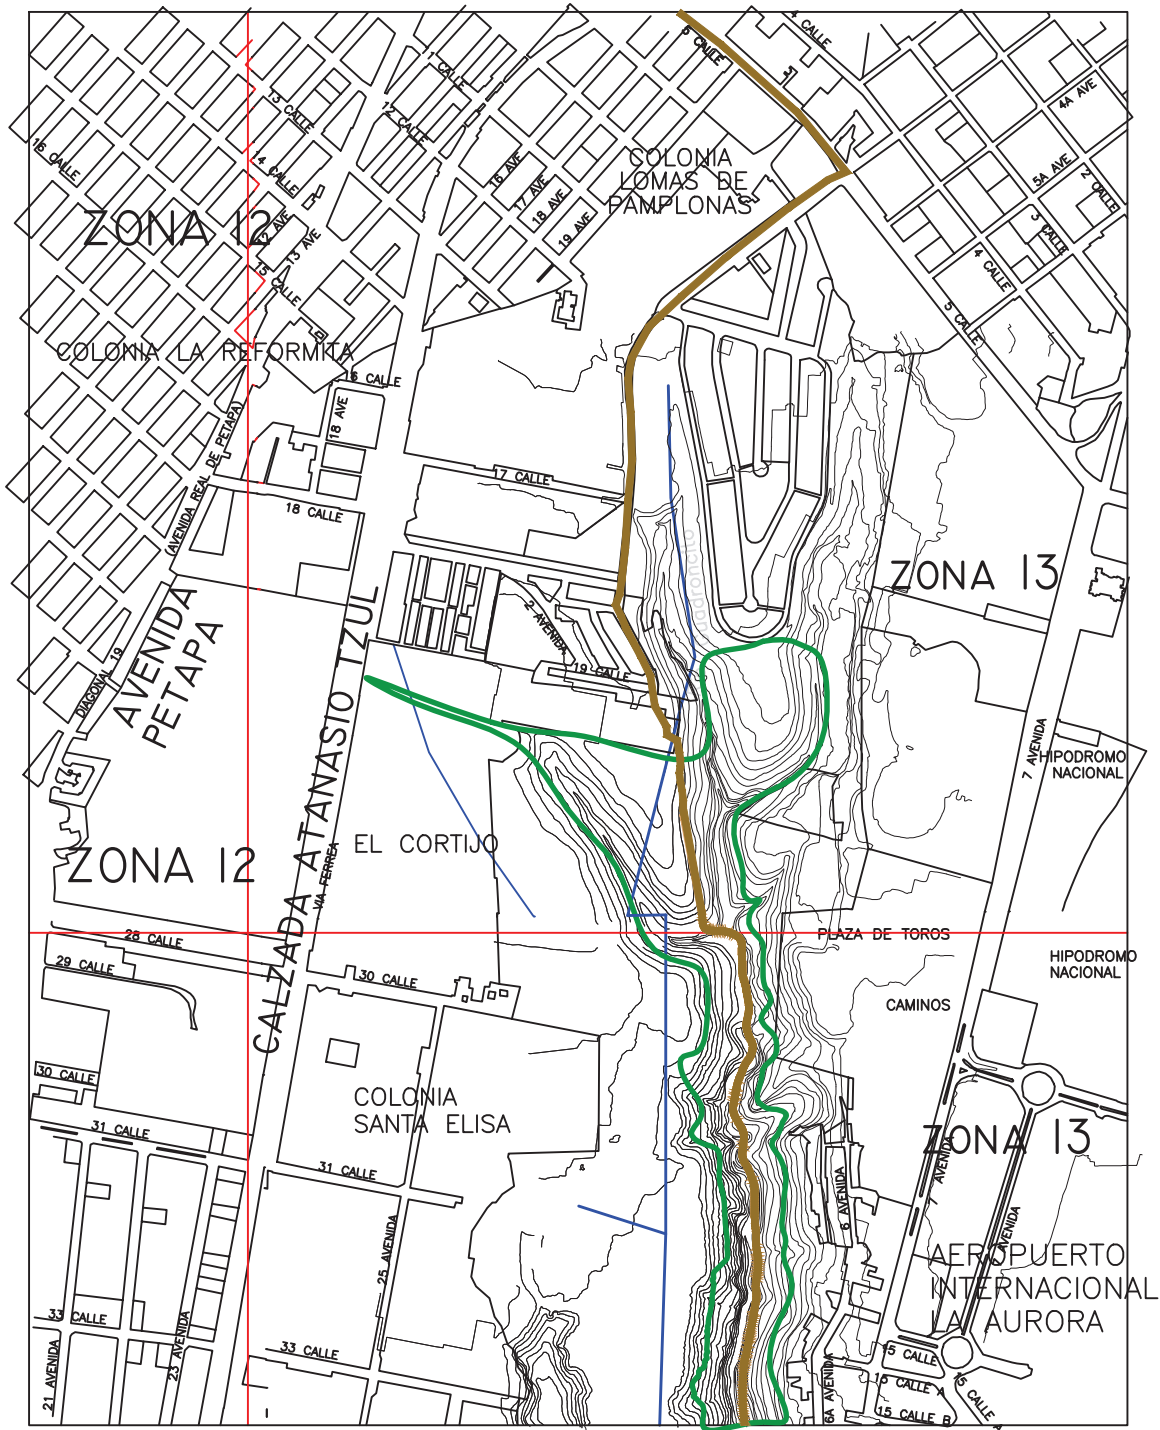 5 CALLE
4 CALLE
1 CALLE
4A AVE
13 CALLE
12 CALLE
16 CALLE
14 CALLE
COLONIA
LOMAS DE
PAMPLONAS
16 AVE
17 AVE
18 AVE
19 AVE
5A AVE
2 CALLE
3 CALLE
4 CALLE
5 CALLE
ZONA 12
12 AVE
13 AVE
15 CALLE
COLONIA LA REFORMITA
16 CALLE
18 AVE
(AVENIDA REAL DE PETAPA)
17 CALLE
18 CALLE
ZONA 13
AVENIDA
PETAPA
DIAGONAL 19
2 AVENIDA
19 CALLE
CALZADA ATANASIO TZUL
VIA FERREA
7 AVENIDA
HIPODROMO
NACIONAL
EL CORTIJO
ZONA 12
28 CALLE
29 CALLE
30 CALLE
PLAZA DE TOROS
HIPODROMO
NACIONAL
CAMINOS
30 CALLE
COLONIA
SANTA ELISA
31 CALLE
31 CALLE
ZONA 13
7 AVENIDA
6 AVENIDA
AVENIDA
25 AVENIDA
AEROPUERTO
INTERNACIONAL
LA AURORA
33 CALLE
33 CALLE
21 AVENIDA
23 AVENIDA
15 CALLE
15 CALLE A
15 CALLE B
15 CALLE A
6A AVENIDA